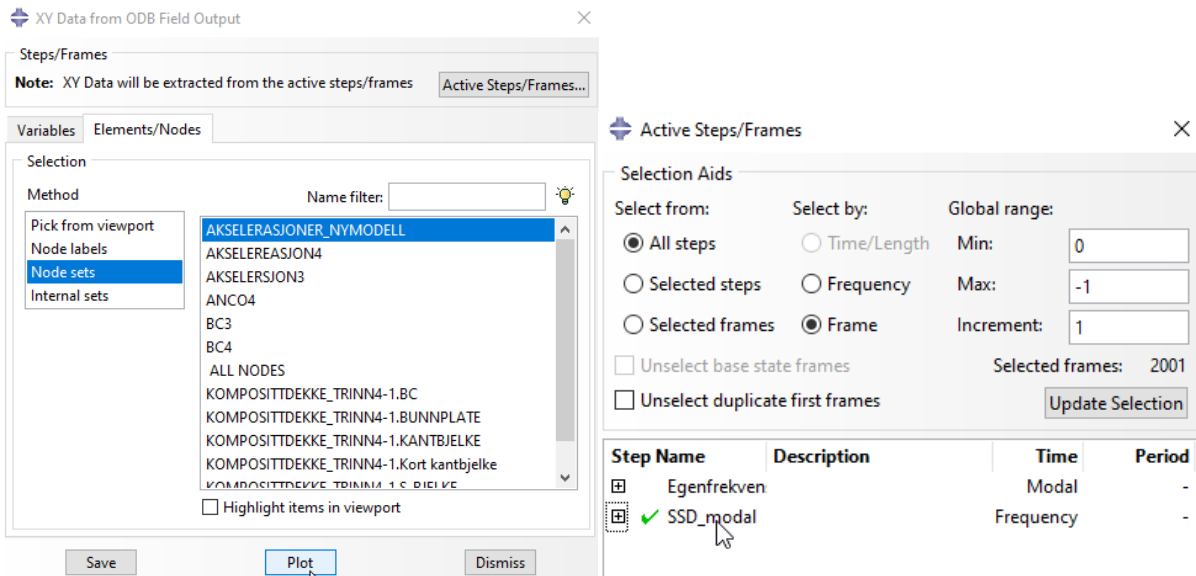 XY Data from ODB Field Output
Steps/Frames
Note: XY Data will be extracted from the active steps/frames
Active Steps/Frames...
Variables
Elements/Nodes
Selection
Method
Name filter:
Pick from viewport
Node labels
Node sets
Internal sets
AKSELERASJONER_NYMODELL
AKSELEREASJON4
AKSELERSJON3
ANCO4
BC3
BC4
ALL NODES
KOMPOSITTDEKKE_TRINN4-1.BC
KOMPOSITTDEKKE_TRINN4-1.BUNNPLATE
KOMPOSITTDEKKE_TRINN4-1.KANTBJELKE
KOMPOSITTDEKKE_TRINN4-1.Kort kantbjelke
KOMPOSITTDEKKE_TRINN4-1.S_BJELKE
Highlight items in viewport
Save
Plot
Dismiss
Active Steps/Frames
Selection Aids
Select from: Select by: Global range:
All steps Time/Length Min: 0
Selected steps Frequency Max: -1
Selected frames Frame Increment: 1
Unselect base state frames Selected frames: 2001
Unselect duplicate first frames Update Selection
Step Name Description Time Period
Egenfrekven Modal -
SSD_modal Frequency -